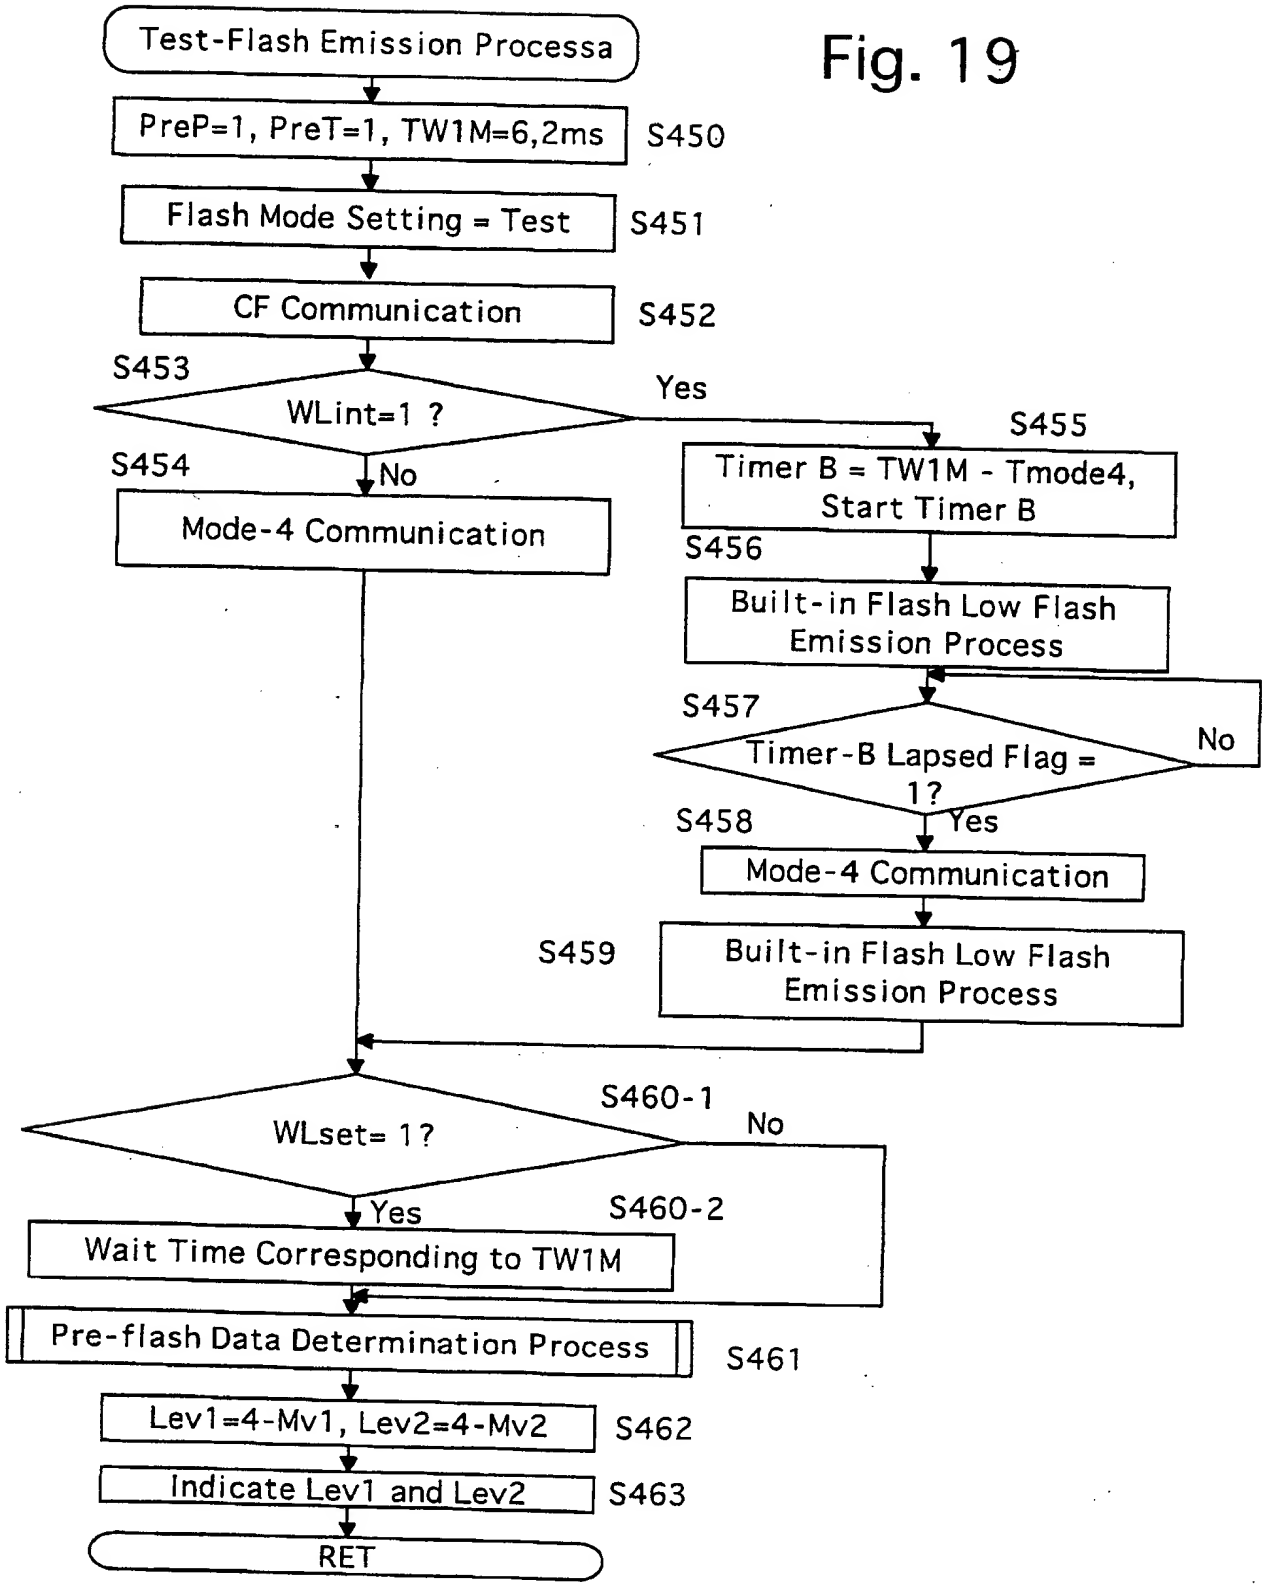 Test-Flash Emission Processa
Fig. 19
PreP=1, PreT=1, TW1M=6,2ms
S450
Flash Mode Setting = Test
S451
CF Communication
S452
S453
WLint=1 ?
Yes
S454
No
Mode-4 Communication
S455
Timer B = TW1M - Tmode4,
Start Timer B
S456
Built-in Flash Low Flash
Emission Process
S457
Timer-B Lapsed Flag =
1?
No
S458
Yes
Mode-4 Communication
S459
Built-in Flash Low Flash
Emission Process
S460-1
WLset= 1?
No
Yes
S460-2
Wait Time Corresponding to TW1M
Pre-flash Data Determination Process
S461
Lev1=4-Mv1, Lev2=4-Mv2
S462
Indicate Lev1 and Lev2
S463
RET